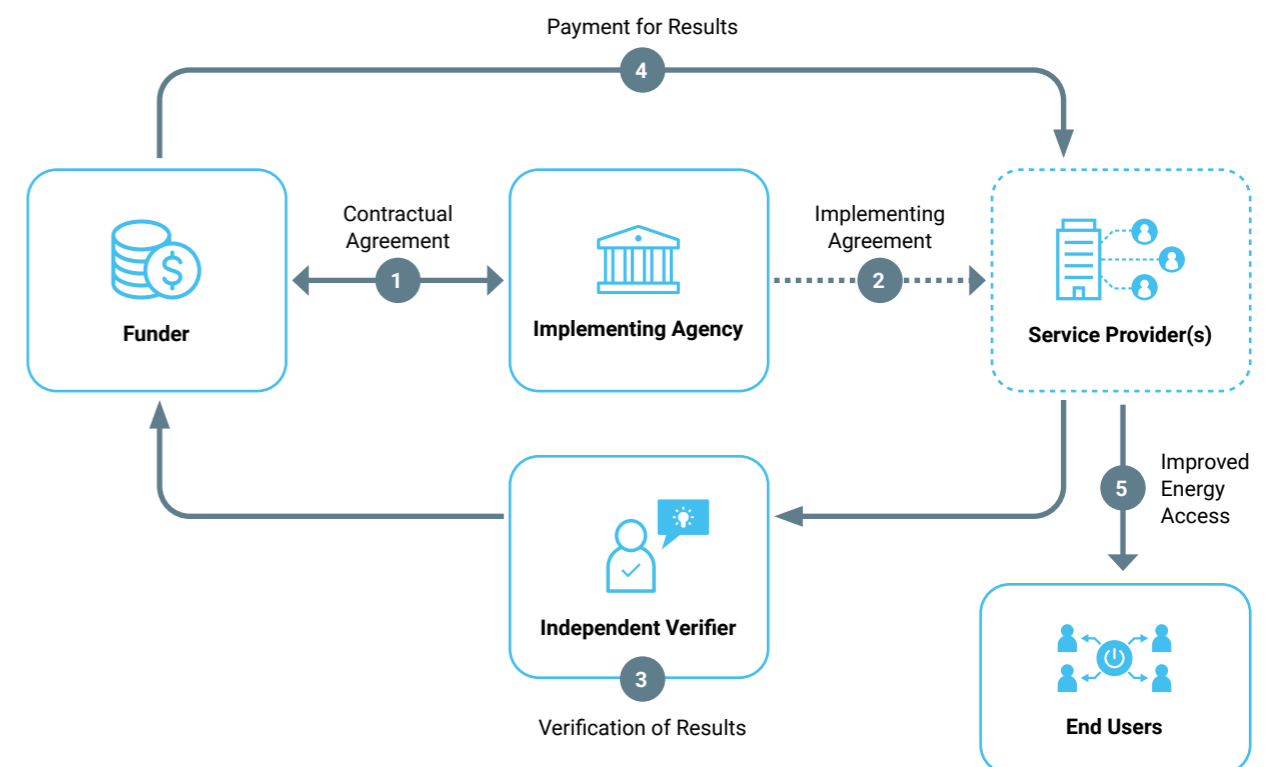 Payment for Results
4
Contractual
Agreement
1
Implementing
Agreement
2
Funder
Implementing Agency
Service Provider(s)
$
5
Improved
Energy
Access
Independent Verifier
3
Verification of Results
End Users